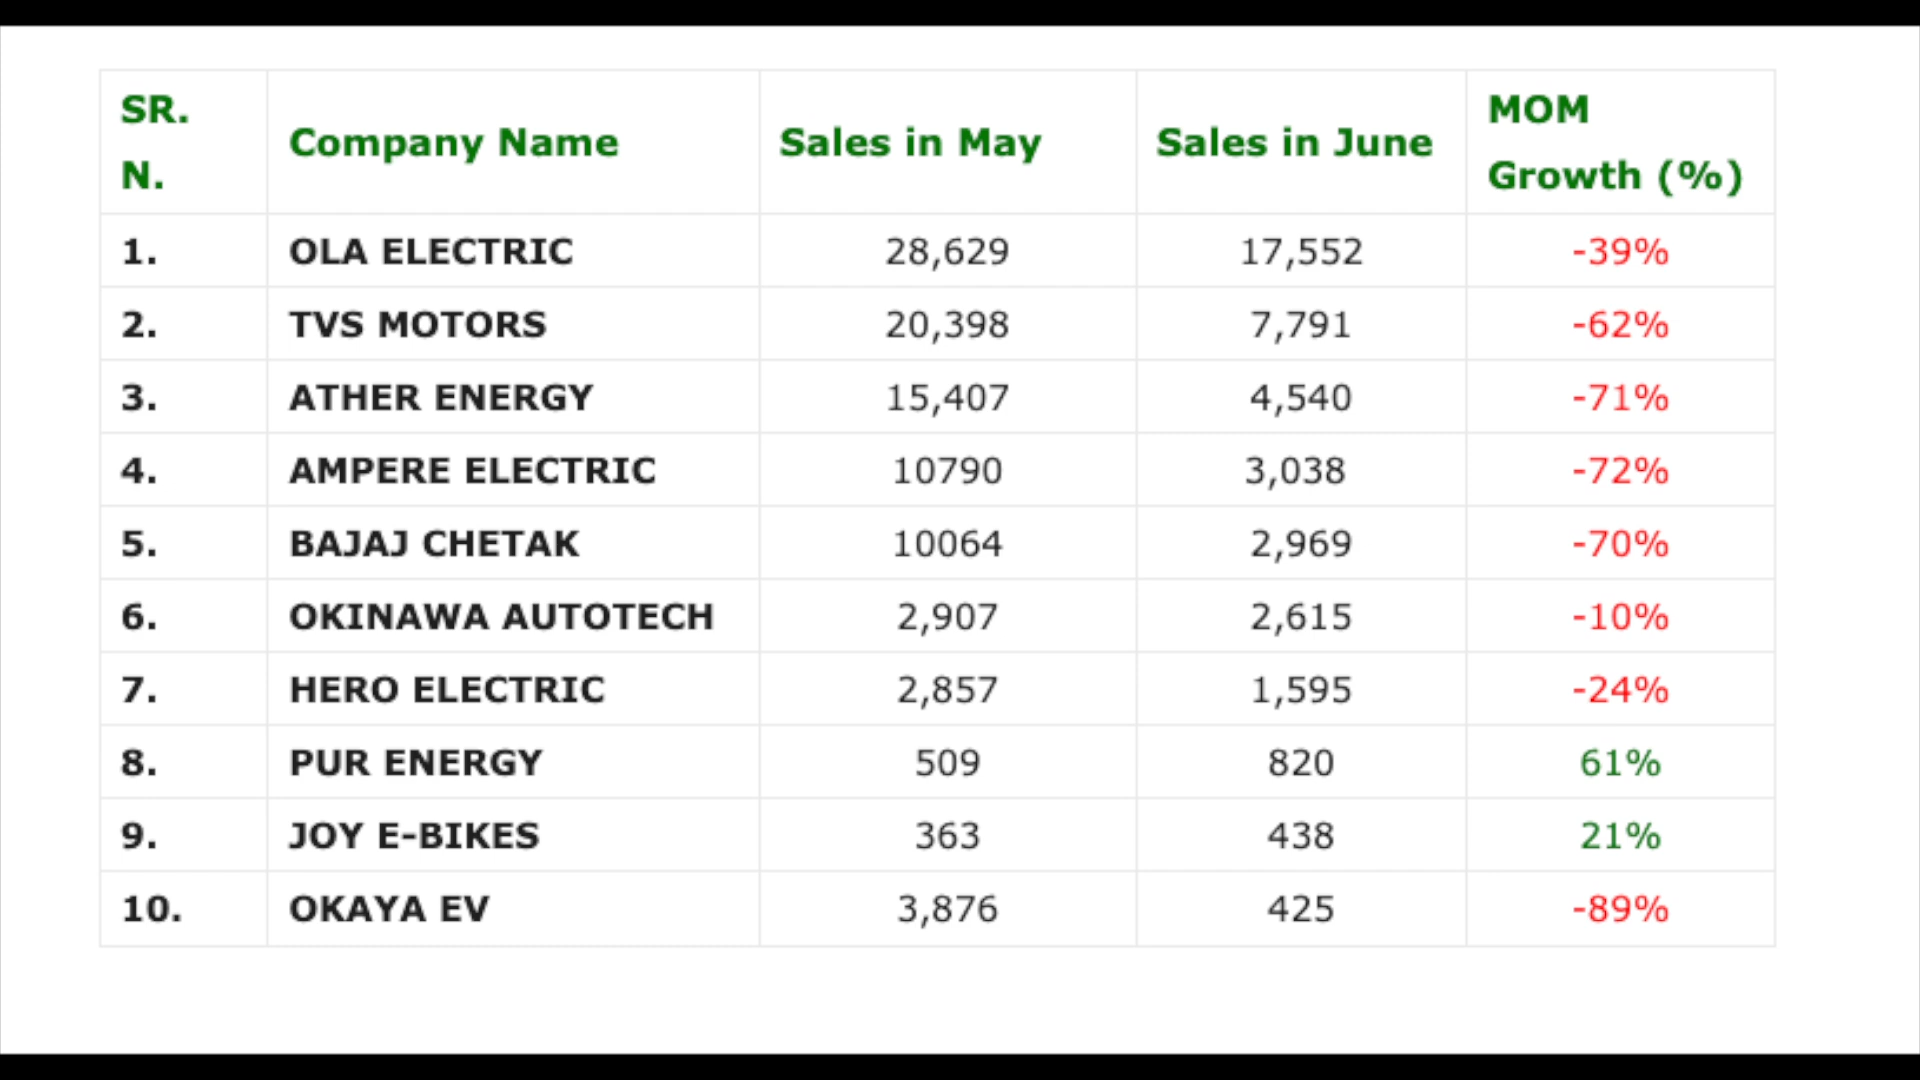 SR. N. Company Name Sales in May Sales in June MOM Growth (%)
1. OLA ELECTRIC 28,629 17,552 -39%
2. TVS MOTORS 20,398 7,791 -62%
3. ATHER ENERGY 15,407 4,540 -71%
4. AMPERE ELECTRIC 10790 3,038 -72%
5. BAJAJ CHETAK 10064 2,969 -70%
6. OKINAWA AUTOTECH 2,907 2,615 -10%
7. HERO ELECTRIC 2,857 1,595 -24%
8. PUR ENERGY 509 820 61%
9. JOY E-BIKES 363 438 21%
10. OKAYA EV 3,876 425 -89%